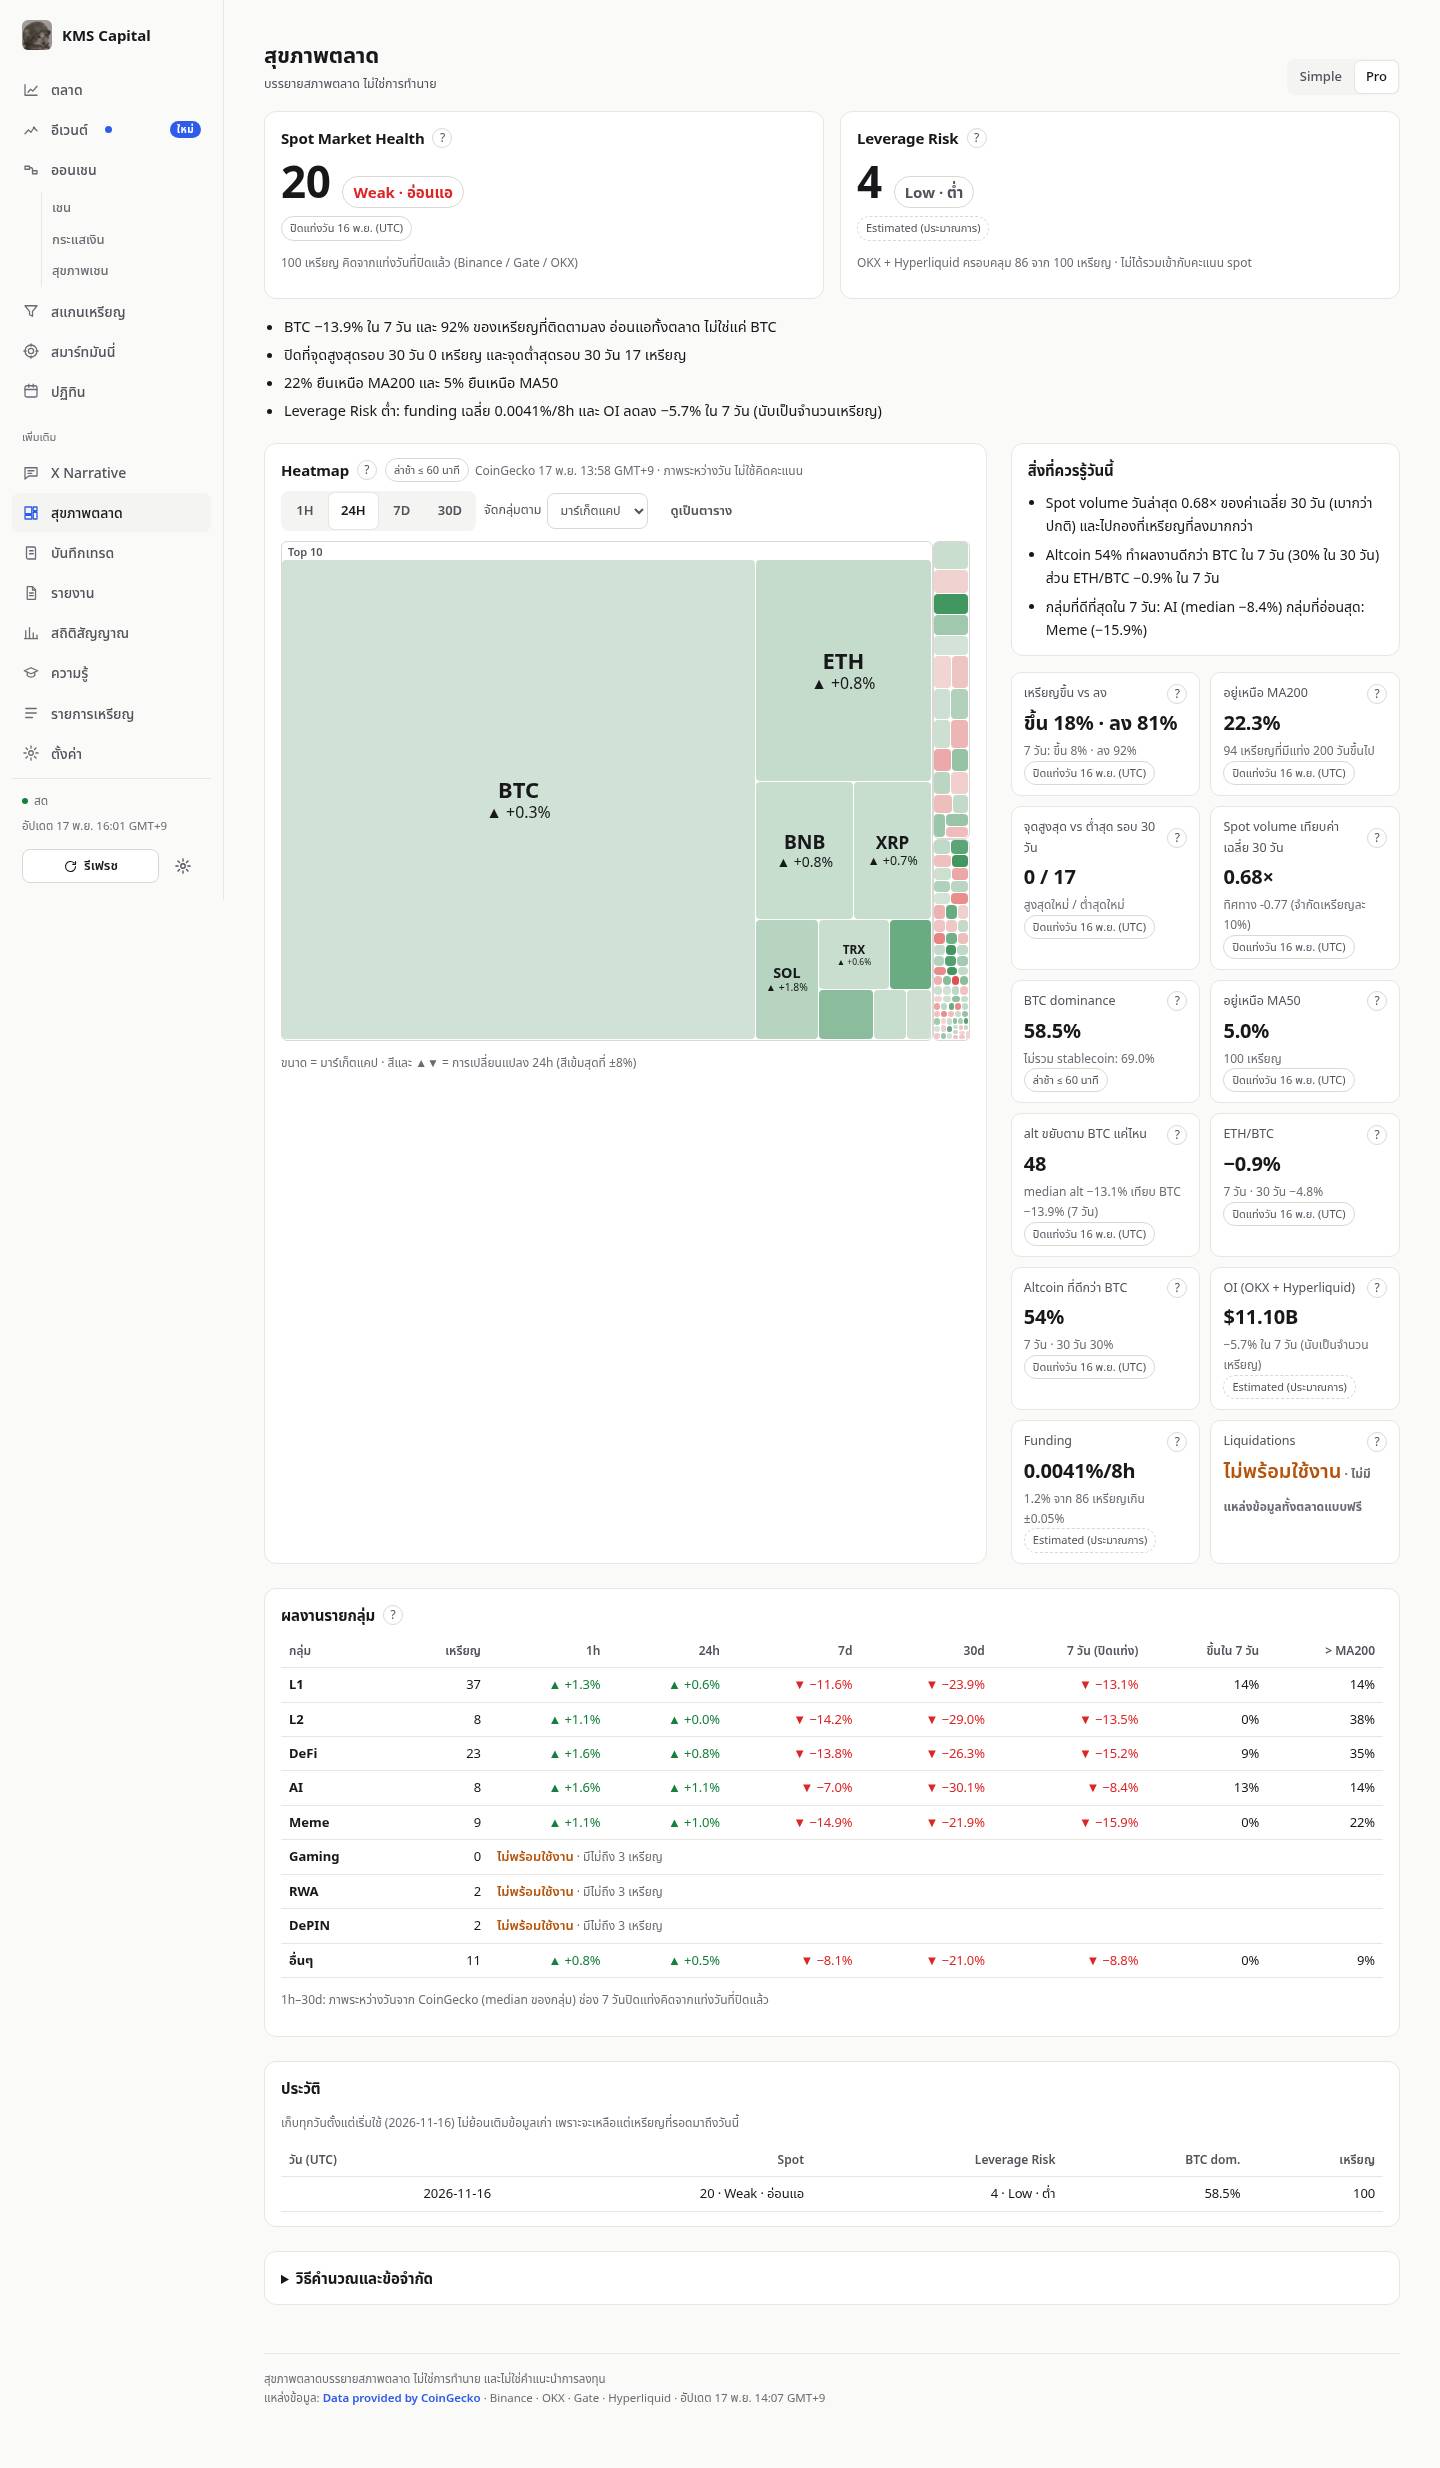 KMS Capital
ตลาด
อีเวนต์
ใหม่
ออนเชน
เชน
กระแสเงิน
สุขภาพเชน
สแกนเหรียญ
สมาร์ทมันนี่
ปฏิทิน
เพิ่มเติม
X Narrative
สุขภาพตลาด
บันทึกเทรด
รายงาน
สถิติสัญญาณ
ความรู้
รายการเหรียญ
ตั้งค่า
สด
อัปเดต 17 พ.ย. 16:01 GMT+9
รีเฟรช
สุขภาพตลาด
บรรยายสภาพตลาด ไม่ใช่การทำนาย
Simple Pro
Spot Market Health ?
20 Weak · อ่อนแอ
ปิดแท่งวัน 16 พ.ย. (UTC)
100 เหรียญ คิดจากแท่งวันที่ปิดแล้ว (Binance / Gate / OKX)
Leverage Risk ?
4 Low · ต่ำ
Estimated (ประมาณการ)
OKX + Hyperliquid ครอบคลุม 86 จาก 100 เหรียญ · ไม่ได้รวมเข้ากับคะแนน spot
• BTC −13.9% ใน 7 วัน และ 92% ของเหรียญที่ติดตามลง อ่อนแอทั้งตลาด ไม่ใช่แค่ BTC
• ปิดที่จุดสูงสุดรอบ 30 วัน 0 เหรียญ และจุดต่ำสุดรอบ 30 วัน 17 เหรียญ
• 22% ยืนเหนือ MA200 และ 5% ยืนเหนือ MA50
• Leverage Risk ต่ำ: funding เฉลี่ย 0.0041%/8h และ OI ลดลง −5.7% ใน 7 วัน (นับเป็นจำนวนเหรียญ)
Heatmap ? ล่าช้า ≤ 60 นาที CoinGecko 17 พ.ย. 13:58 GMT+9 · ภาพระหว่างวัน ไม่ใช้คิดคะแนน
1H 24H 7D 30D จัดกลุ่มตาม มาร์เก็ตแคป ดูเป็นตาราง
Top 10
BTC
▲ +0.3%
ETH
▲ +0.8%
BNB
▲ +0.8%
XRP
▲ +0.7%
SOL
▲ +1.8%
TRX
▲ +0.6%
ขนาด = มาร์เก็ตแคป · สีและ ▲▼ = การเปลี่ยนแปลง 24h (สีเข้มสุดที่ ±8%)
สิ่งที่ควรรู้วันนี้
• Spot volume วันล่าสุด 0.68× ของค่าเฉลี่ย 30 วัน (เบากว่า
ปกติ) และไปกองที่เหรียญที่ลงมากกว่า
• Altcoin 54% ทำผลงานดีกว่า BTC ใน 7 วัน (30% ใน 30 วัน)
ส่วน ETH/BTC −0.9% ใน 7 วัน
• กลุ่มที่ดีที่สุดใน 7 วัน: AI (median −8.4%) กลุ่มที่อ่อนสุด:
Meme (−15.9%)
เหรียญขึ้น vs ลง ?
ขึ้น 18% · ลง 81%
7 วัน: ขึ้น 8% · ลง 92%
ปิดแท่งวัน 16 พ.ย. (UTC)
อยู่เหนือ MA200 ?
22.3%
94 เหรียญที่มีแท่ง 200 วันขึ้นไป
ปิดแท่งวัน 16 พ.ย. (UTC)
จุดสูงสุด vs ต่ำสุด รอบ 30
วัน ?
0 / 17
สูงสุดใหม่ / ต่ำสุดใหม่
ปิดแท่งวัน 16 พ.ย. (UTC)
Spot volume เทียบค่า
เฉลี่ย 30 วัน ?
0.68×
ทิศทาง -0.77 (จำกัดเหรียญละ
10%)
ปิดแท่งวัน 16 พ.ย. (UTC)
BTC dominance ?
58.5%
ไม่รวม stablecoin: 69.0%
ล่าช้า ≤ 60 นาที
อยู่เหนือ MA50 ?
5.0%
100 เหรียญ
ปิดแท่งวัน 16 พ.ย. (UTC)
alt ขยับตาม BTC แค่ไหน ?
48
median alt −13.1% เทียบ BTC
−13.9% (7 วัน)
ปิดแท่งวัน 16 พ.ย. (UTC)
ETH/BTC ?
−0.9%
7 วัน · 30 วัน −4.8%
ปิดแท่งวัน 16 พ.ย. (UTC)
Altcoin ที่ดีกว่า BTC ?
54%
7 วัน · 30 วัน 30%
ปิดแท่งวัน 16 พ.ย. (UTC)
OI (OKX + Hyperliquid) ?
$11.10B
−5.7% ใน 7 วัน (นับเป็นจำนวน
เหรียญ)
Estimated (ประมาณการ)
Funding ?
0.0041%/8h
1.2% จาก 86 เหรียญเกิน
±0.05%
Estimated (ประมาณการ)
Liquidations ?
ไม่พร้อมใช้งาน · ไม่มี
แหล่งข้อมูลทั้งตลาดแบบฟรี
ผลงานรายกลุ่ม ?
กลุ่ม เหรียญ 1h 24h 7d 30d 7 วัน (ปิดแท่ง) ขึ้นใน 7 วัน > MA200
L1 37 ▲ +1.3% ▲ +0.6% ▼ −11.6% ▼ −23.9% ▼ −13.1% 14% 14%
L2 8 ▲ +1.1% ▲ +0.0% ▼ −14.2% ▼ −29.0% ▼ −13.5% 0% 38%
DeFi 23 ▲ +1.6% ▲ +0.8% ▼ −13.8% ▼ −26.3% ▼ −15.2% 9% 35%
AI 8 ▲ +1.6% ▲ +1.1% ▼ −7.0% ▼ −30.1% ▼ −8.4% 13% 14%
Meme 9 ▲ +1.1% ▲ +1.0% ▼ −14.9% ▼ −21.9% ▼ −15.9% 0% 22%
Gaming 0 ไม่พร้อมใช้งาน · มีไม่ถึง 3 เหรียญ
RWA 2 ไม่พร้อมใช้งาน · มีไม่ถึง 3 เหรียญ
DePIN 2 ไม่พร้อมใช้งาน · มีไม่ถึง 3 เหรียญ
อื่นๆ 11 ▲ +0.8% ▲ +0.5% ▼ −8.1% ▼ −21.0% ▼ −8.8% 0% 9%
1h–30d: ภาพระหว่างวันจาก CoinGecko (median ของกลุ่ม) ช่อง 7 วันปิดแท่งคิดจากแท่งวันที่ปิดแล้ว
ประวัติ
เก็บทุกวันตั้งแต่เริ่มใช้ (2026-11-16) ไม่ย้อนเติมข้อมูลเก่า เพราะจะเหลือแต่เหรียญที่รอดมาถึงวันนี้
วัน (UTC) Spot Leverage Risk BTC dom. เหรียญ
2026-11-16 20 · Weak · อ่อนแอ 4 · Low · ต่ำ 58.5% 100
▶ วิธีคำนวณและข้อจำกัด
สุขภาพตลาดบรรยายสภาพตลาด ไม่ใช่การทำนาย และไม่ใช่คำแนะนำการลงทุน
แหล่งข้อมูล: Data provided by CoinGecko · Binance · OKX · Gate · Hyperliquid · อัปเดต 17 พ.ย. 14:07 GMT+9